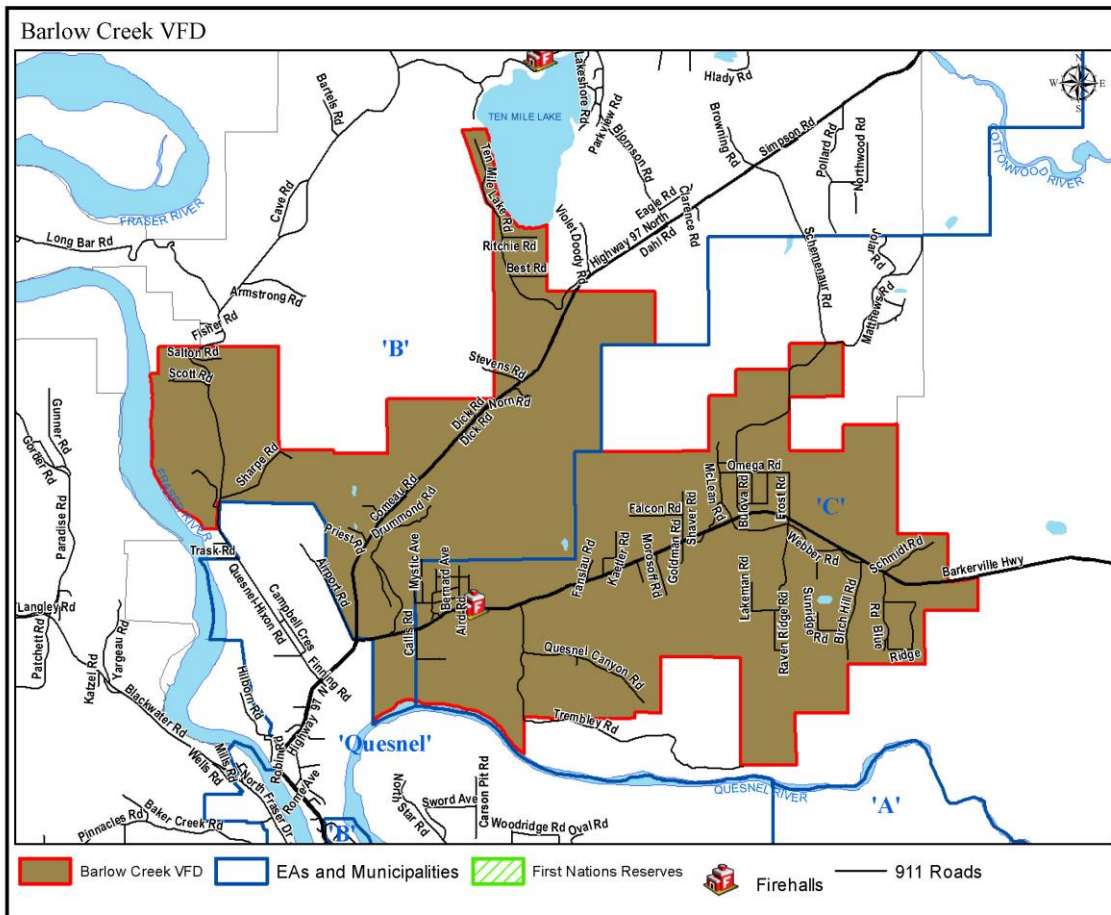 Barlow Creek VFD
N
W
E
S
TEN MILE LAKE
Lakeshore Rd
Parkview Rd
Bjornson Rd
Hlady Rd
Browning Rd
Simpson Rd
Pollard Rd
Northwood Rd
COTTONWOOD RIVER
Bartels Rd
Cave Rd
FRASER RIVER
Long Bar Rd
Armstrong Rd
Fisher Rd
Salton Rd
Scott Rd
Ten Mile Lake Rd
Ritchie Rd
Best Rd
Violet Doody Rd
Eagle Rd
Clarence Rd
Highway 97 North
Dahl Rd
Schemenaur Rd
Jolar Rd
Matthews Rd
'B'
Stevens Rd
Norn Rd
Dick Rd
Dick Rd
Gunner Rd
Gorder Rd
Paradise Rd
Sharpe Rd
FRASER RIVER
Comeau Rd
Drummond Rd
Priest Rd
Trask Rd
Airport Rd
Quesnel-Hixon Rd
Campbell Cres
Finning Rd
Mystic Ave
Bernard Ave
Airdi Rd
Callis Rd
Fanslau Rd
Kaetler Rd
Morosoff Rd
Goldman Rd
Shaver Rd
Falcon Rd
McLean Rd
Omega Rd
Bulova Rd
Frost Rd
'C'
Webber Rd
Schmidt Rd
Barkerville Hwy
Lakeman Rd
Raven Ridge Rd
Sunridge Rd
Birch Hill Rd
Blue Ridge Rd
Quesnel Canyon Rd
Trembley Rd
Langley Rd
Patchett Rd
Katzel Rd
Yargeau Rd
Blackwater Rd
Wells Rd
Mills Rd
North Fraser Dr
Hilborn Rd
Robin Rd
Highway 97 N
Rome Ave
'Quesnel'
QUESNEL RIVER
'A'
Pinnacles Rd
Baker Creek Rd
'B'
North Star Rd
Sword Ave
Carson Pit Rd
Woodridge Rd
Oval Rd
Barlow Creek VFD
EAs and Municipalities
First Nations Reserves
F
Firehalls
911 Roads